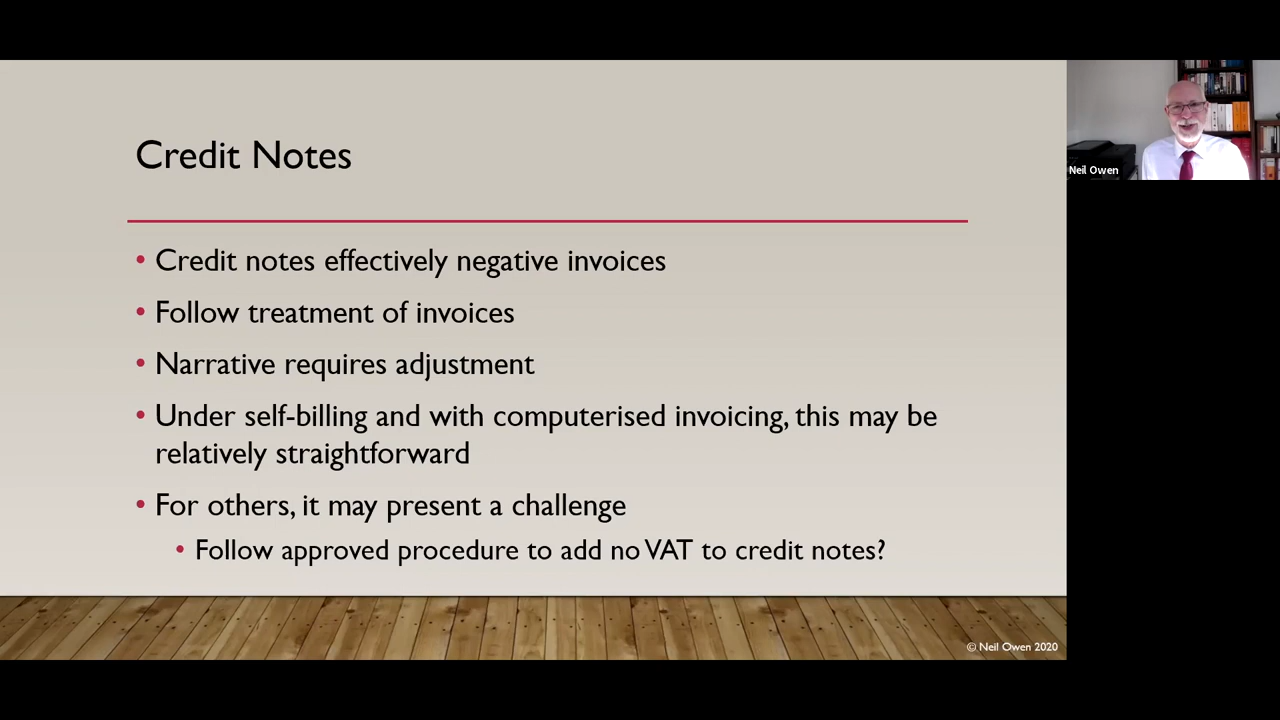 Credit Notes
• Credit notes effectively negative invoices
• Follow treatment of invoices
• Narrative requires adjustment
• Under self-billing and with computerised invoicing, this may be
relatively straightforward
• For others, it may present a challenge
• Follow approved procedure to add no VAT to credit notes?
© Neil Owen 2020
Neil Owen